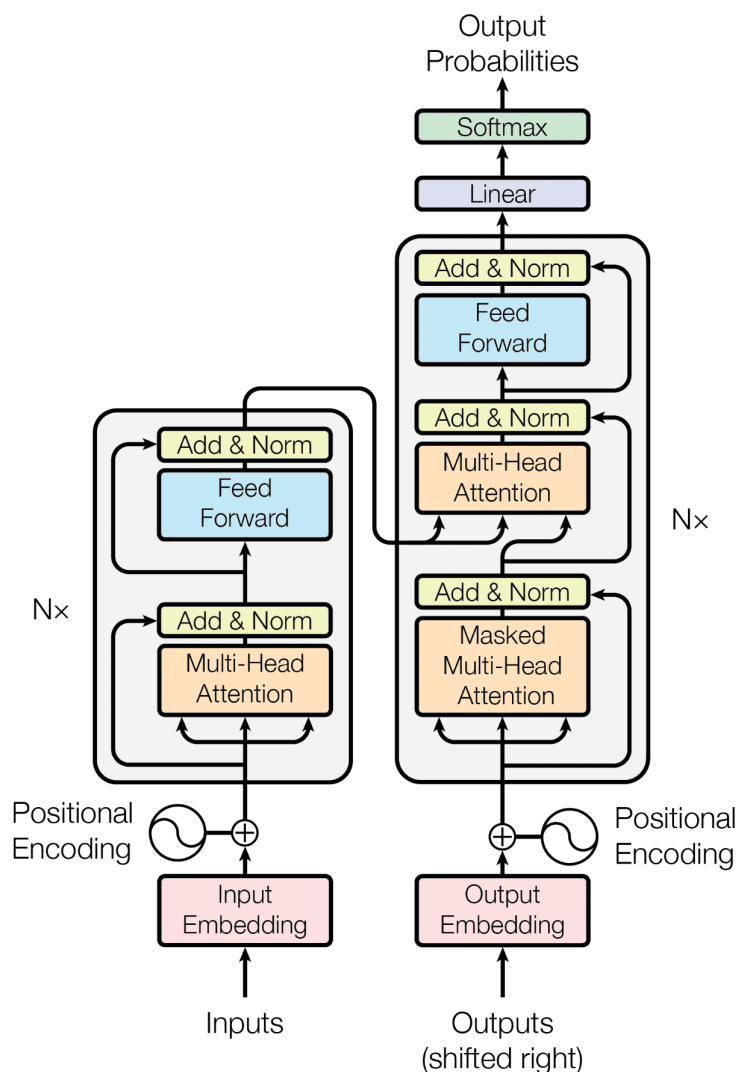 Output
Probabilities
Softmax
Linear
Add & Norm
Feed
Forward
Add & Norm
Multi-Head
Attention
Add & Norm
Masked
Multi-Head
Attention
N×
Add & Norm
Feed
Forward
Add & Norm
Multi-Head
Attention
N×
Positional
Encoding
Input
Embedding
Inputs
Positional
Encoding
Output
Embedding
Outputs
(shifted right)